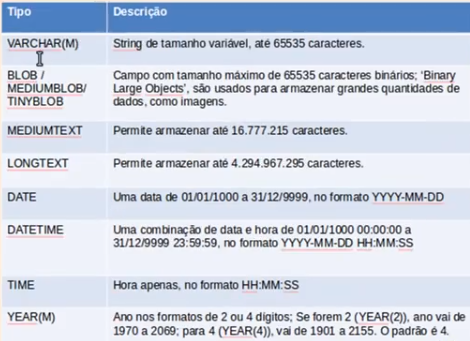 Tipo Descrição
VARCHAR(M) String de tamanho variável, até 65535 caracteres.
BLOB / Campo com tamanho máximo de 65535 caracteres binários; 'Binary
MEDIUMBLOB/ Large Objects', são usados para armazenar grandes quantidades de
TINYBLOB dados, como imagens.
MEDIUMTEXT Permite armazenar até 16.777.215 caracteres.
LONGTEXT Permite armazenar até 4.294.967.295 caracteres.
DATE Uma data de 01/01/1000 a 31/12/9999, no formato YYYY-MM-DD
DATETIME Uma combinação de data e hora de 01/01/1000 00:00:00 a
31/12/9999 23:59:59, no formato YYYY-MM-DD HH:MM:SS
TIME Hora apenas, no formato HH:MM:SS
YEAR(M) Ano nos formatos de 2 ou 4 dígitos; Se forem 2 (YEAR(2)), ano vai de
1970 a 2069; para 4 (YEAR(4)), vai de 1901 a 2155. O padrão é 4.